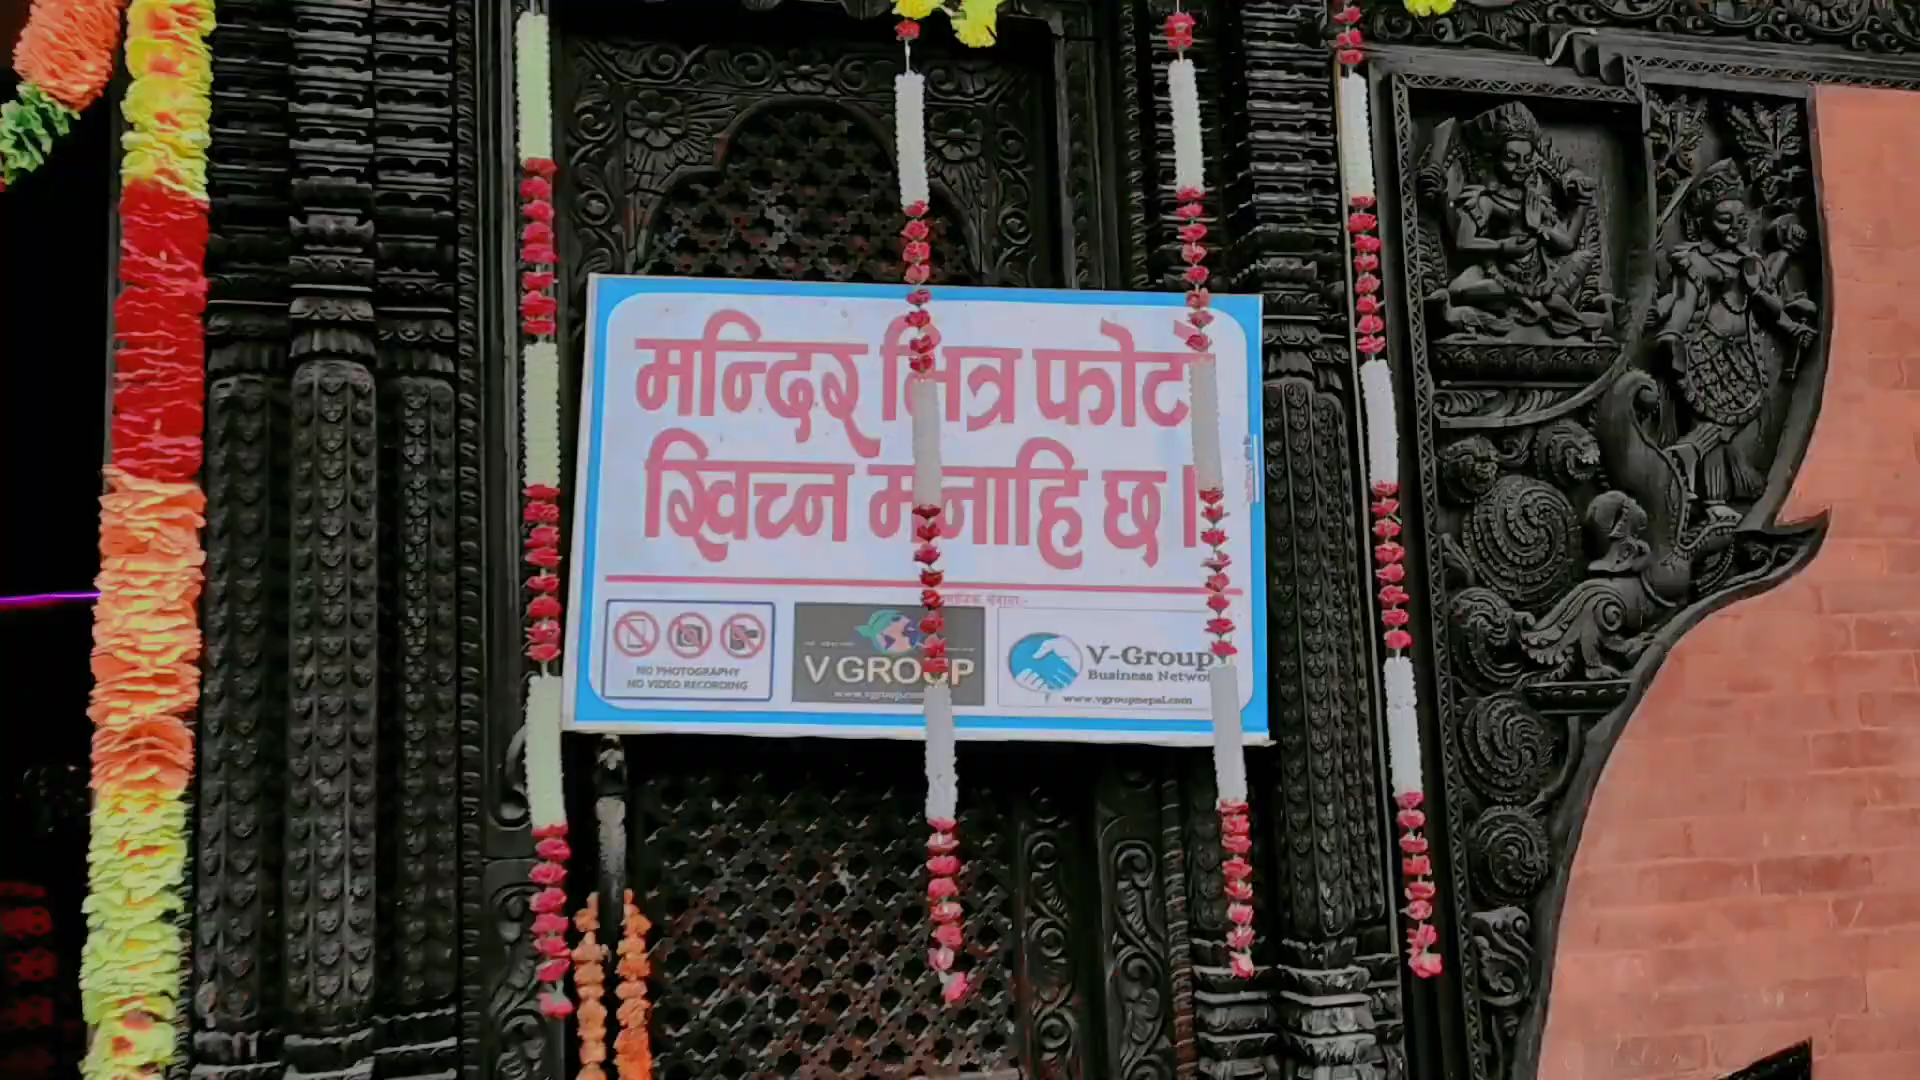 मन्दिर भित्र फोटो
खिच्न मनाहि छ।
NO PHOTOGRAPHY
NO VIDEO RECORDING
V GROUP
V-Group
Business Network
www.vgroupnepal.com